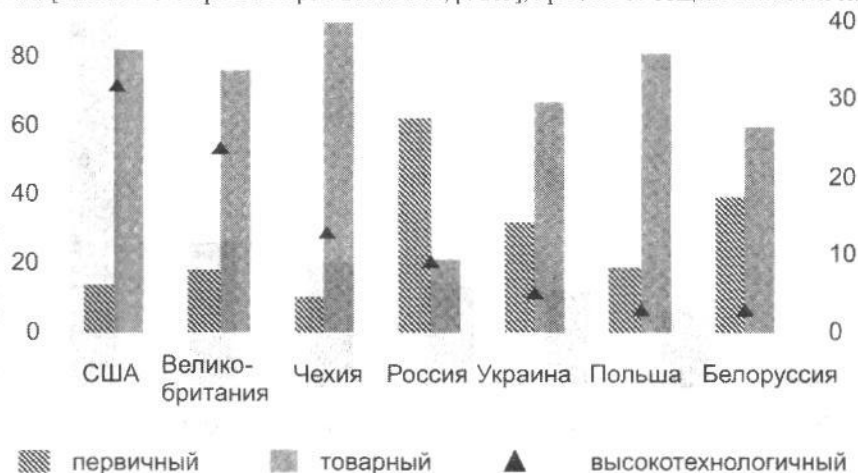 40
80
30
60
20
40
10
20
0
0
США
Велико-
британия
Чехия
Россия
Украина
Польша
Белоруссия
первичный
товарный
высокотехнологичный